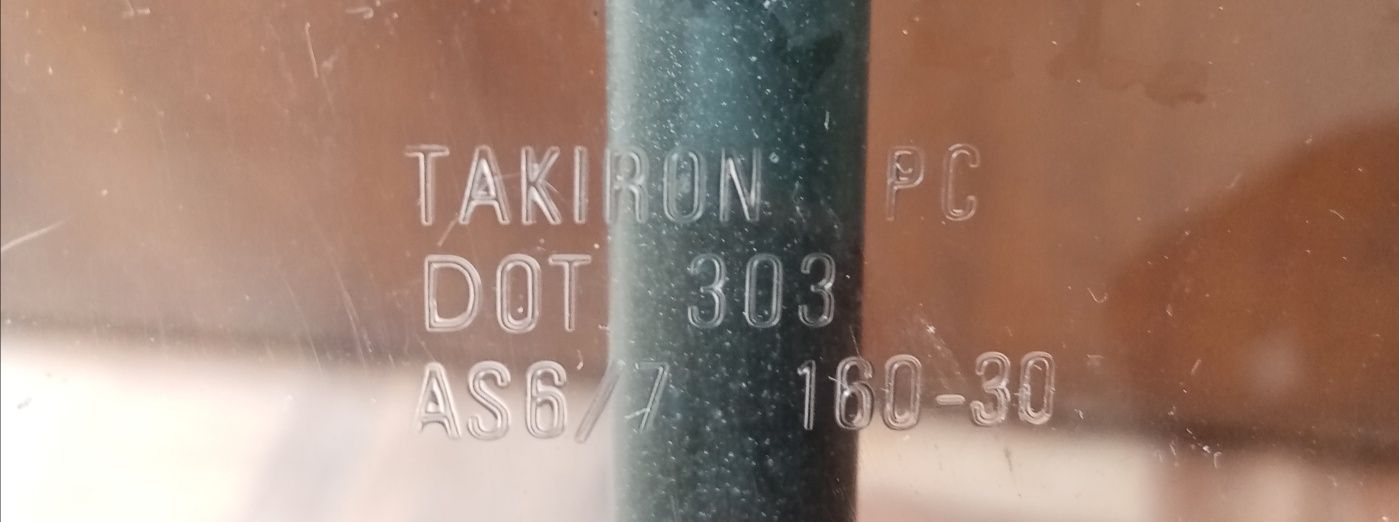 TAKIRON PC
DOT 303
AS6/7 160-30